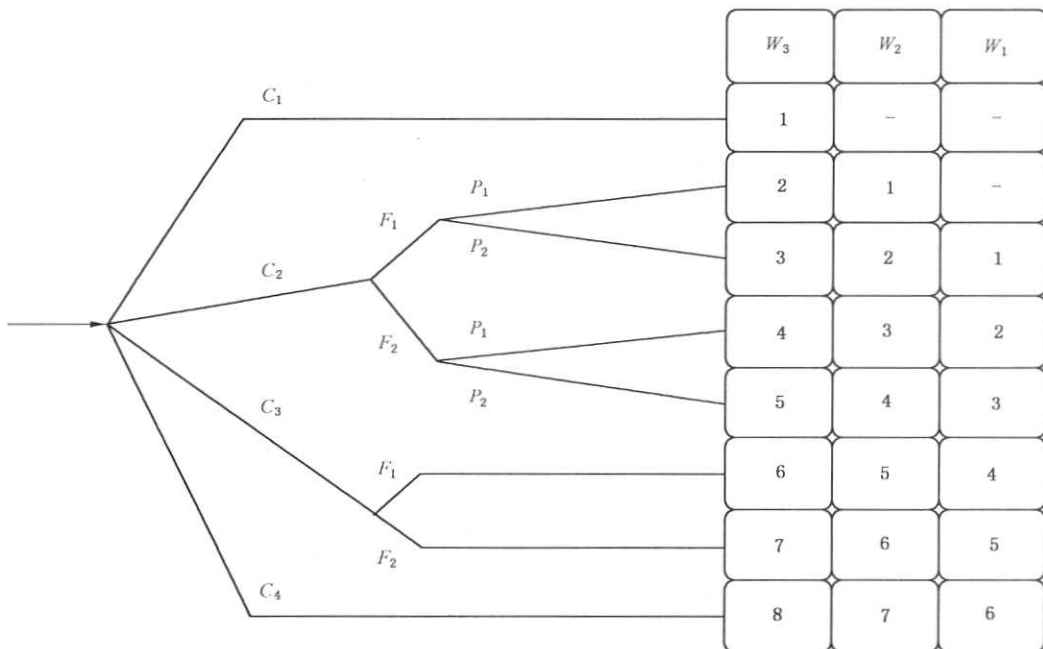 W₃ W₂ W₁
C₁
1 – –
P₁
2 1 –
F₁
P₂
3 2 1
C₂
F₂
P₁
4 3 2
P₂
5 4 3
C₃
F₁
6 5 4
F₂
7 6 5
C₄
8 7 6